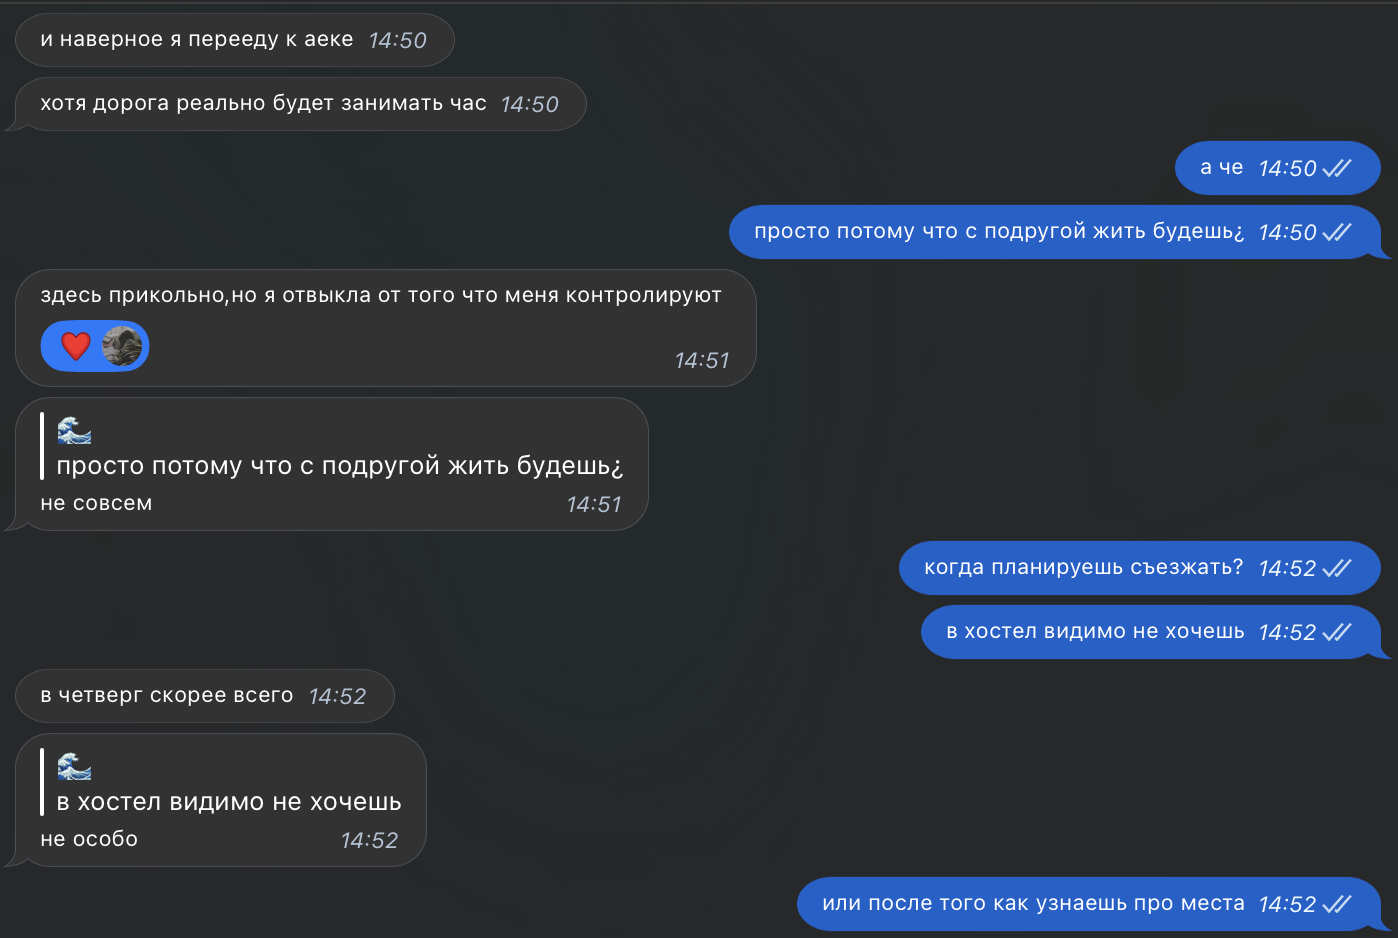 и наверное я перееду к аеке 14:50
хотя дорога реально будет занимать час 14:50
а че 14:50
просто потому что с подругой жить будешь¿ 14:50
здесь прикольно,но я отвыкла от того что меня контролируют
14:51
просто потому что с подругой жить будешь¿
не совсем 14:51
когда планируешь съезжать? 14:52
в хостел видимо не хочешь 14:52
в четверг скорее всего 14:52
в хостел видимо не хочешь
не особо 14:52
или после того как узнаешь про места 14:52